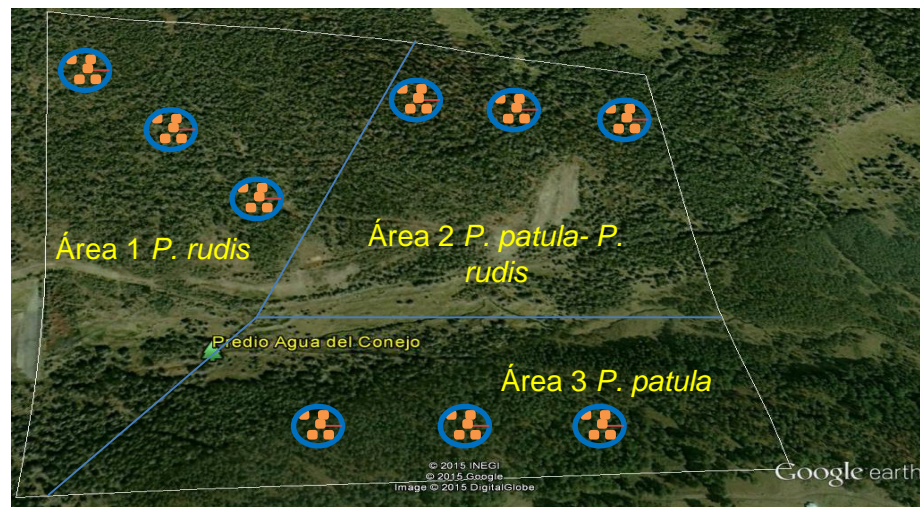 Área 1 P. rudis
Área 2 P. patula- P.
rudis
Predio Agua del Conejo
Área 3 P. patula
© 2015 INEGI
© 2015 Google
Image © 2015 DigitalGlobe
Google earth